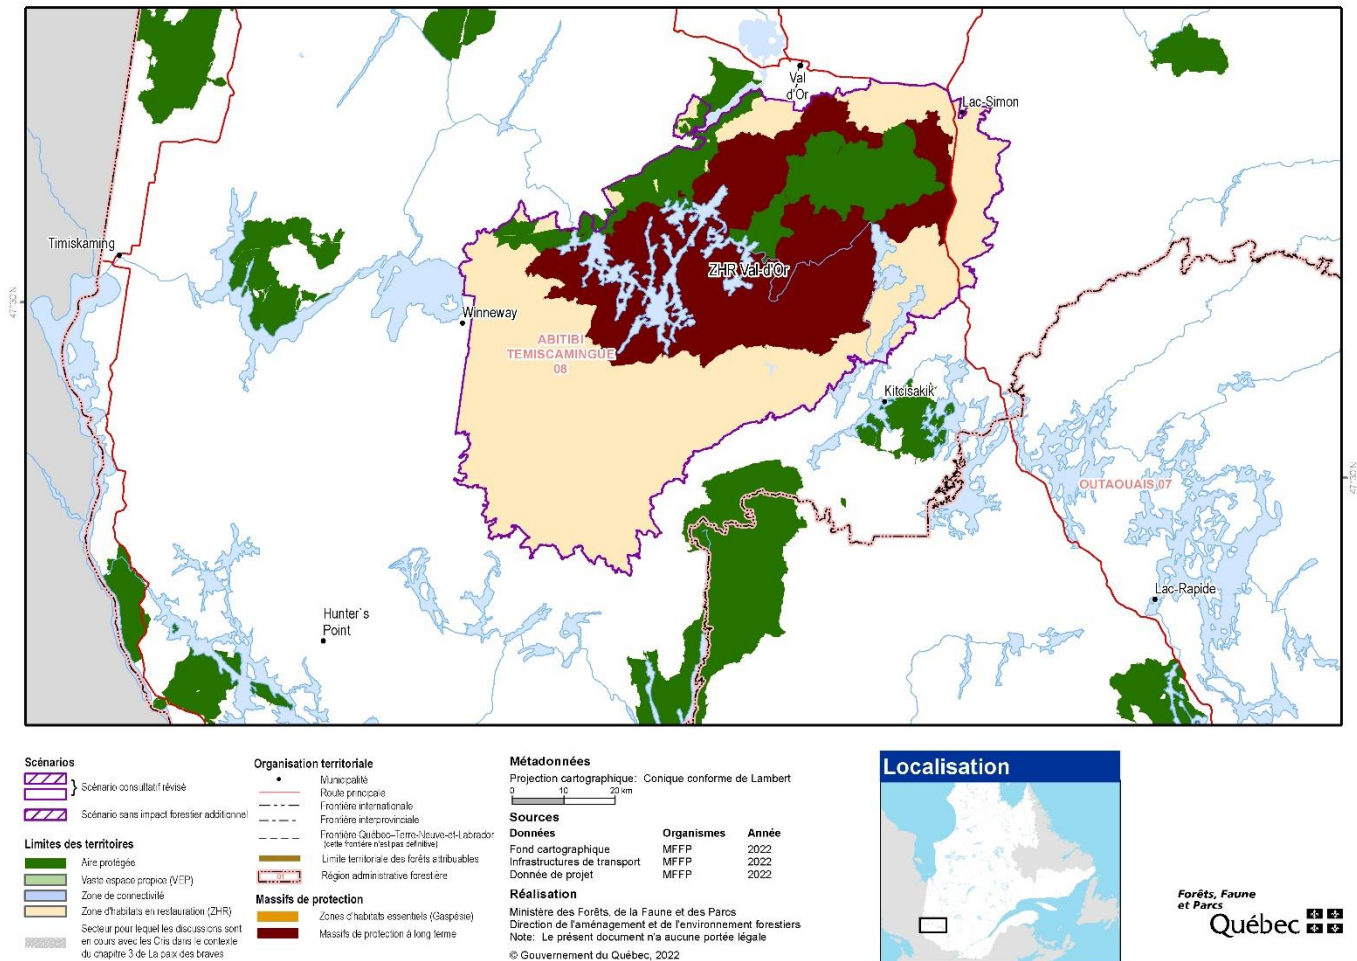 Val
d'Or
Lac-Simon
Timiskaming
ZHR Val-d'Or
47°30'N
Winneway
ABITIBI
TEMISCAMINGUE
08
Kitcisakik
47°30'N
OUTAOUAIS 07
Lac-Rapide
Hunter`s
Point
Scénarios
Scénario consultatif révisé
Scénario sans impact forestier additionnel
Limites des territoires
Aire protégée
Vaste espace propice (VEP)
Zone de connectivité
Zone d'habitats en restauration (ZHR)
Secteur pour lequel les discussions sont
en cours avec les Cris dans le contexte
du chapitre 3 de La paix des braves
Organisation territoriale
Municipalité
Route principale
Frontière internationale
Frontière interprovinciale
Frontière Québec–Terre-Neuve-et-Labrador
(cette frontière n'est pas définitive)
Limite territoriale des forêts attribuables
01 Région administrative forestière
Massifs de protection
Zones d'habitats essentiels (Gaspésie)
Massifs de protection à long terme
Métadonnées
Projection cartographique: Conique conforme de Lambert
0 10 20 km
Sources
Données Organismes Année
Fond cartographique MFFP 2022
Infrastructures de transport MFFP 2022
Donnée de projet MFFP 2022
Réalisation
Ministère des Forêts, de la Faune et des Parcs
Direction de l'aménagement et de l'environnement forestiers
Note: Le présent document n'a aucune portée légale
© Gouvernement du Québec, 2022
Localisation
Forêts, Faune
et Parcs
Québec